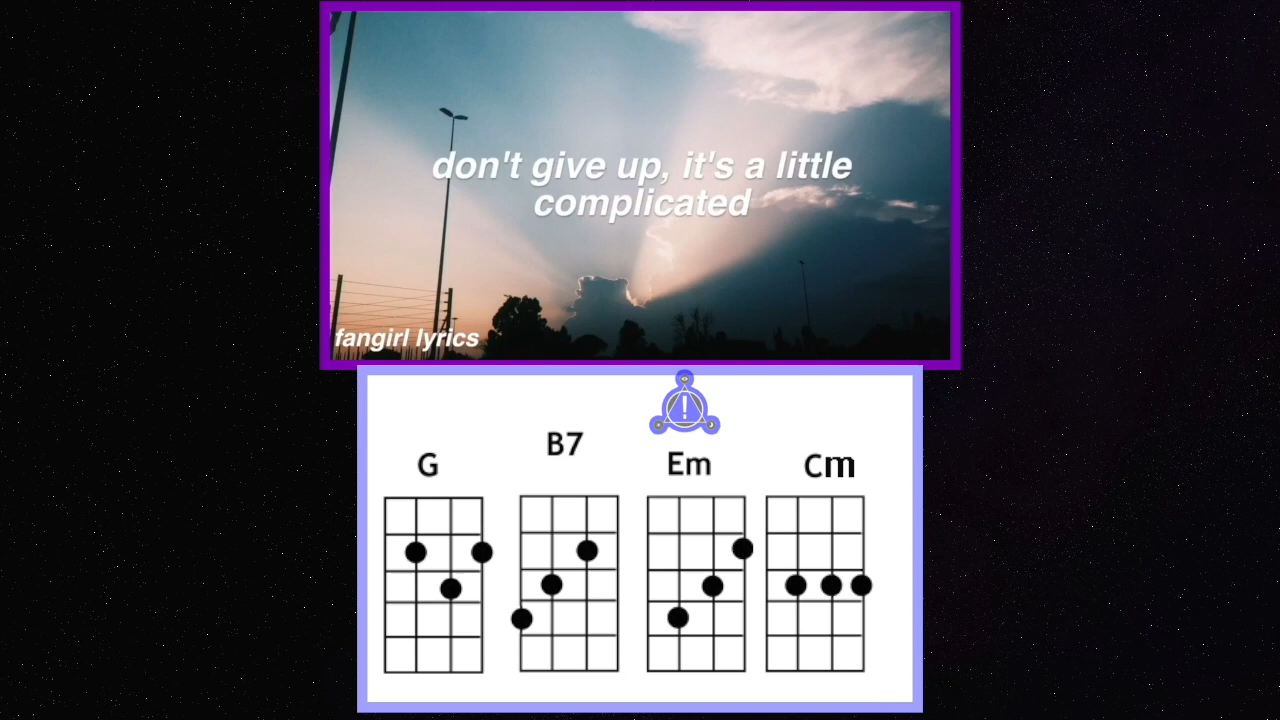 don't give up, it's a little
complicated
fangirl lyrics
!
G
B7
Em
Cm